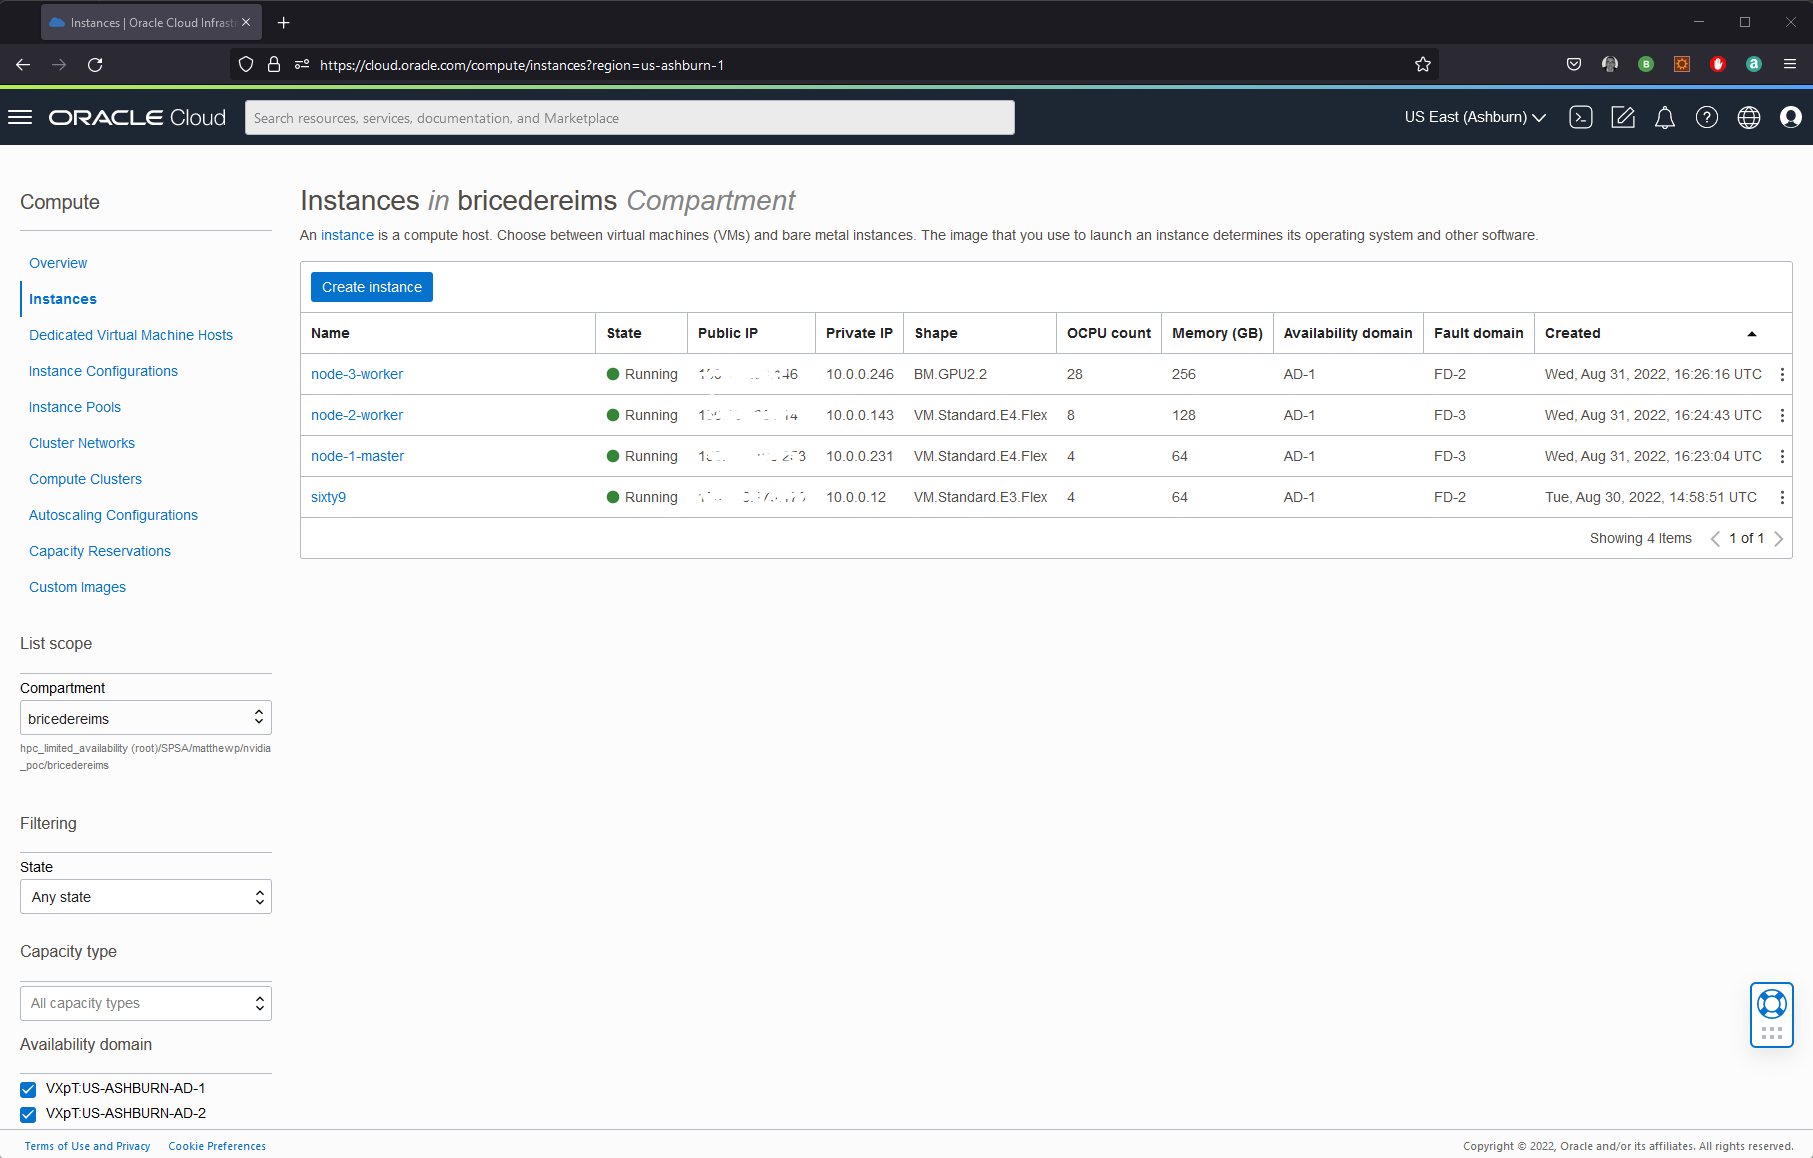 Instances | Oracle Cloud Infrastr
https://cloud.oracle.com/compute/instances?region=us-ashburn-1
ORACLE Cloud
Search resources, services, documentation, and Marketplace
US East (Ashburn)
Compute
Overview
Instances
Dedicated Virtual Machine Hosts
Instance Configurations
Instance Pools
Cluster Networks
Compute Clusters
Autoscaling Configurations
Capacity Reservations
Custom Images
List scope
Compartment
bricedereims
hpc_limited_availability (root)/SPSA/matthewp/nvidia
_poc/bricedereims
Filtering
State
Any state
Capacity type
All capacity types
Availability domain
VXpT:US-ASHBURN-AD-1
VXpT:US-ASHBURN-AD-2
Instances in bricedereims Compartment
An instance is a compute host. Choose between virtual machines (VMs) and bare metal instances. The image that you use to launch an instance determines its operating system and other software.
Create instance
Name State Public IP Private IP Shape OCPU count Memory (GB) Availability domain Fault domain Created
node-3-worker Running 10.0.0.246 BM.GPU2.2 28 256 AD-1 FD-2 Wed, Aug 31, 2022, 16:26:16 UTC
node-2-worker Running 10.0.0.143 VM.Standard.E4.Flex 8 128 AD-1 FD-3 Wed, Aug 31, 2022, 16:24:43 UTC
node-1-master Running 10.0.0.231 VM.Standard.E4.Flex 4 64 AD-1 FD-3 Wed, Aug 31, 2022, 16:23:04 UTC
sixty9 Running 10.0.0.12 VM.Standard.E3.Flex 4 64 AD-1 FD-2 Tue, Aug 30, 2022, 14:58:51 UTC
Showing 4 Items 1 of 1
Terms of Use and Privacy Cookie Preferences
Copyright © 2022, Oracle and/or its affiliates. All rights reserved.